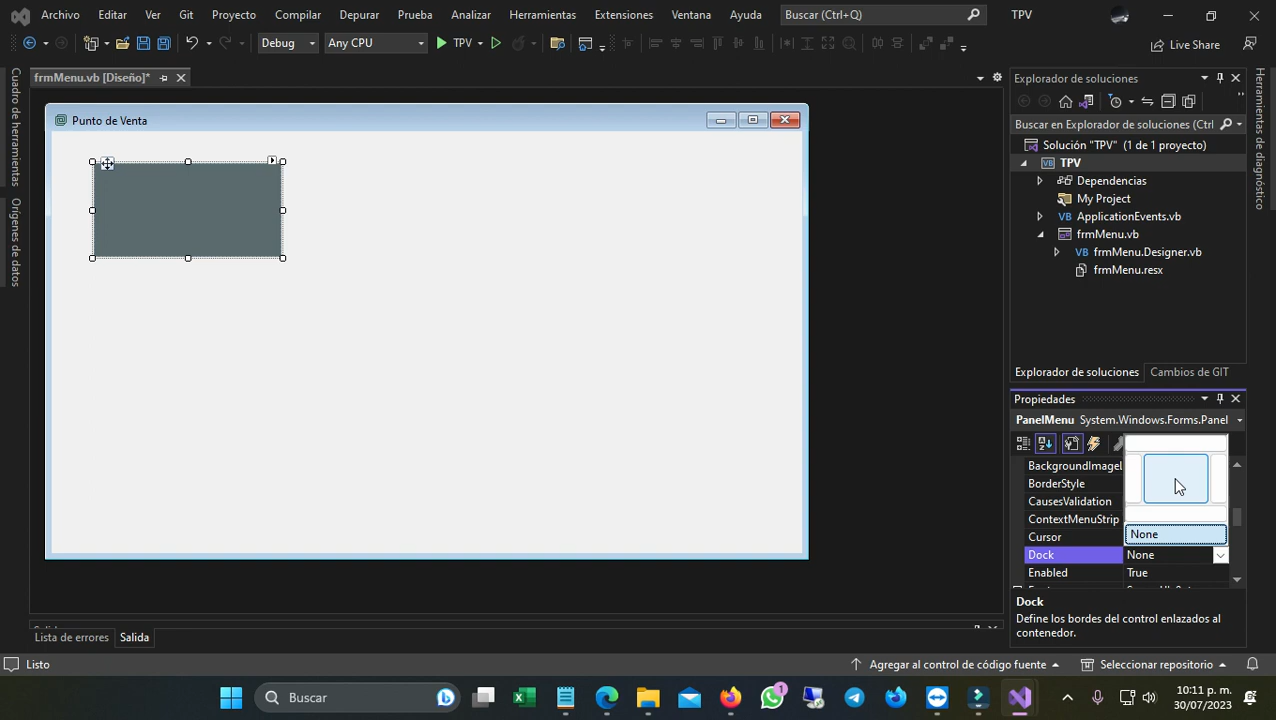 Archivo Editar Ver Git Proyecto Compilar Depurar Prueba Analizar Herramientas Extensiones Ventana Ayuda Buscar (Ctrl+Q) TPV
Debug Any CPU TPV Live Share
frmMenu.vb [Diseño]*
Cuadro de herramientas
Orígenes de datos
Punto de Venta
Explorador de soluciones
Buscar en Explorador de soluciones (Ctrl
Solución "TPV" (1 de 1 proyecto)
TPV
Dependencias
My Project
ApplicationEvents.vb
frmMenu.vb
frmMenu.Designer.vb
frmMenu.resx
Explorador de soluciones Cambios de GIT
Herramientas de diagnóstico
Propiedades
PanelMenu System.Windows.Forms.Panel
BackgroundImageL
BorderStyle
CausesValidation
ContextMenuStrip
Cursor None
Dock None
Enabled True
Dock
Define los bordes del control enlazados al
contenedor.
Lista de errores Salida
Listo Agregar al control de código fuente Seleccionar repositorio
Buscar
1
10:11 p. m.
30/07/2023